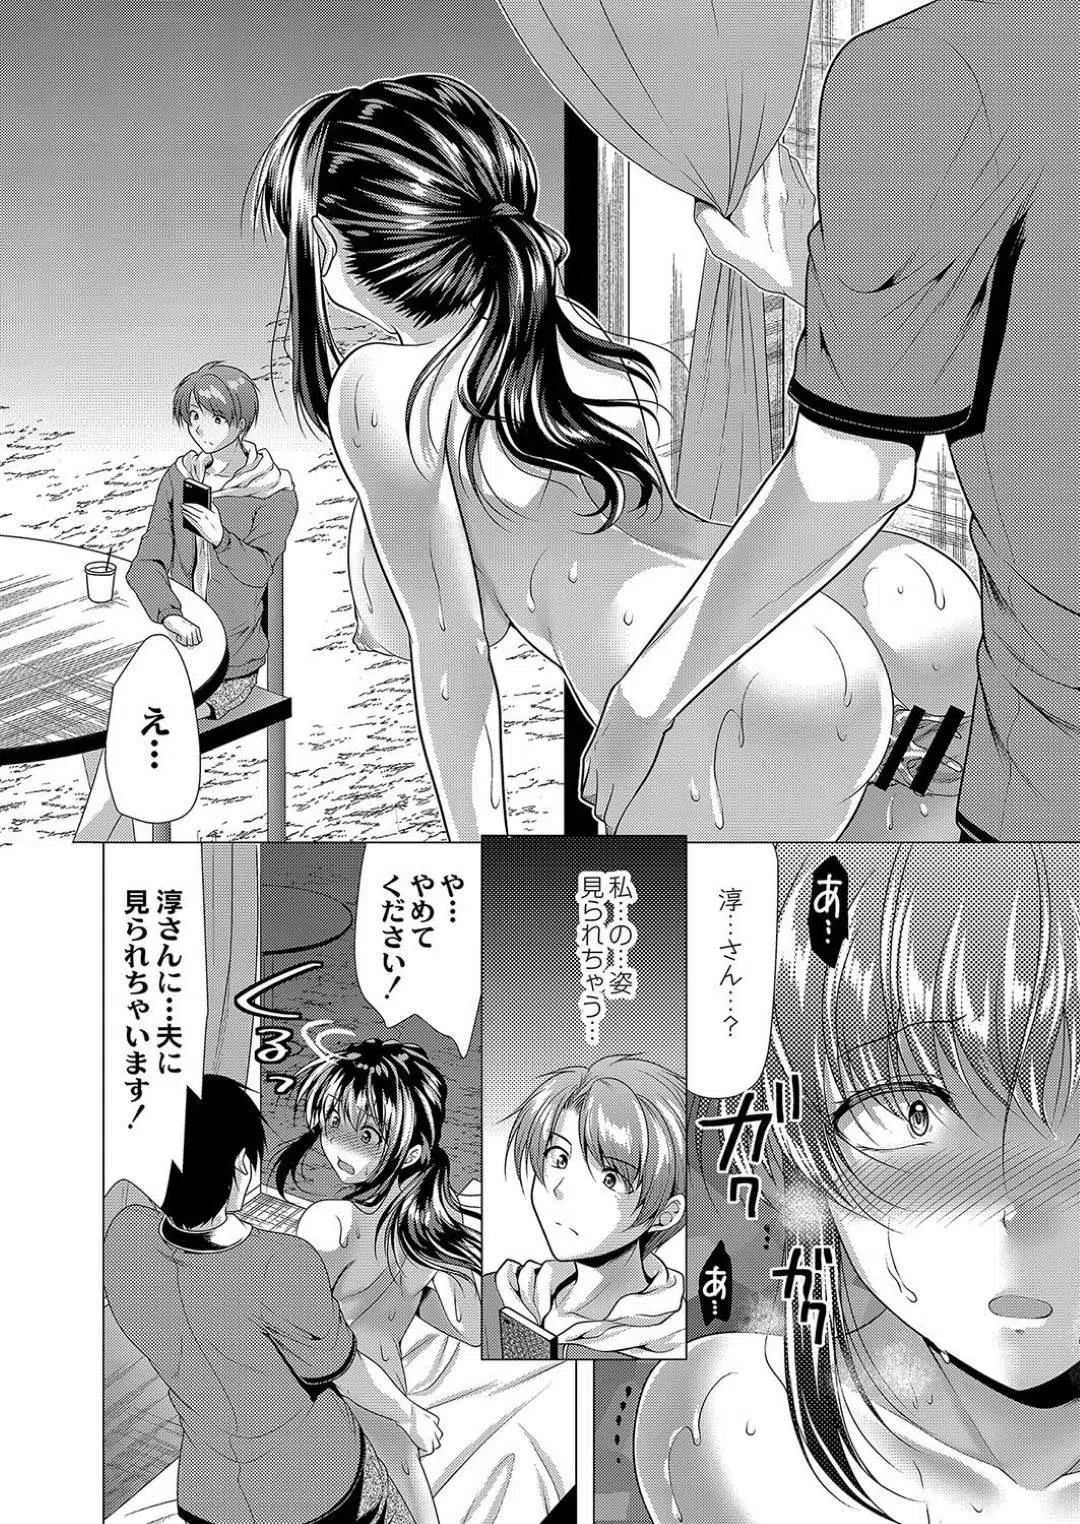 え…
あ…
淳…さん…？
ガク
ガク
あ…
私…の…姿
見られちゃう…
や…
やめて
ください！
くるっ
淳さんに…夫に
見られちゃいます！